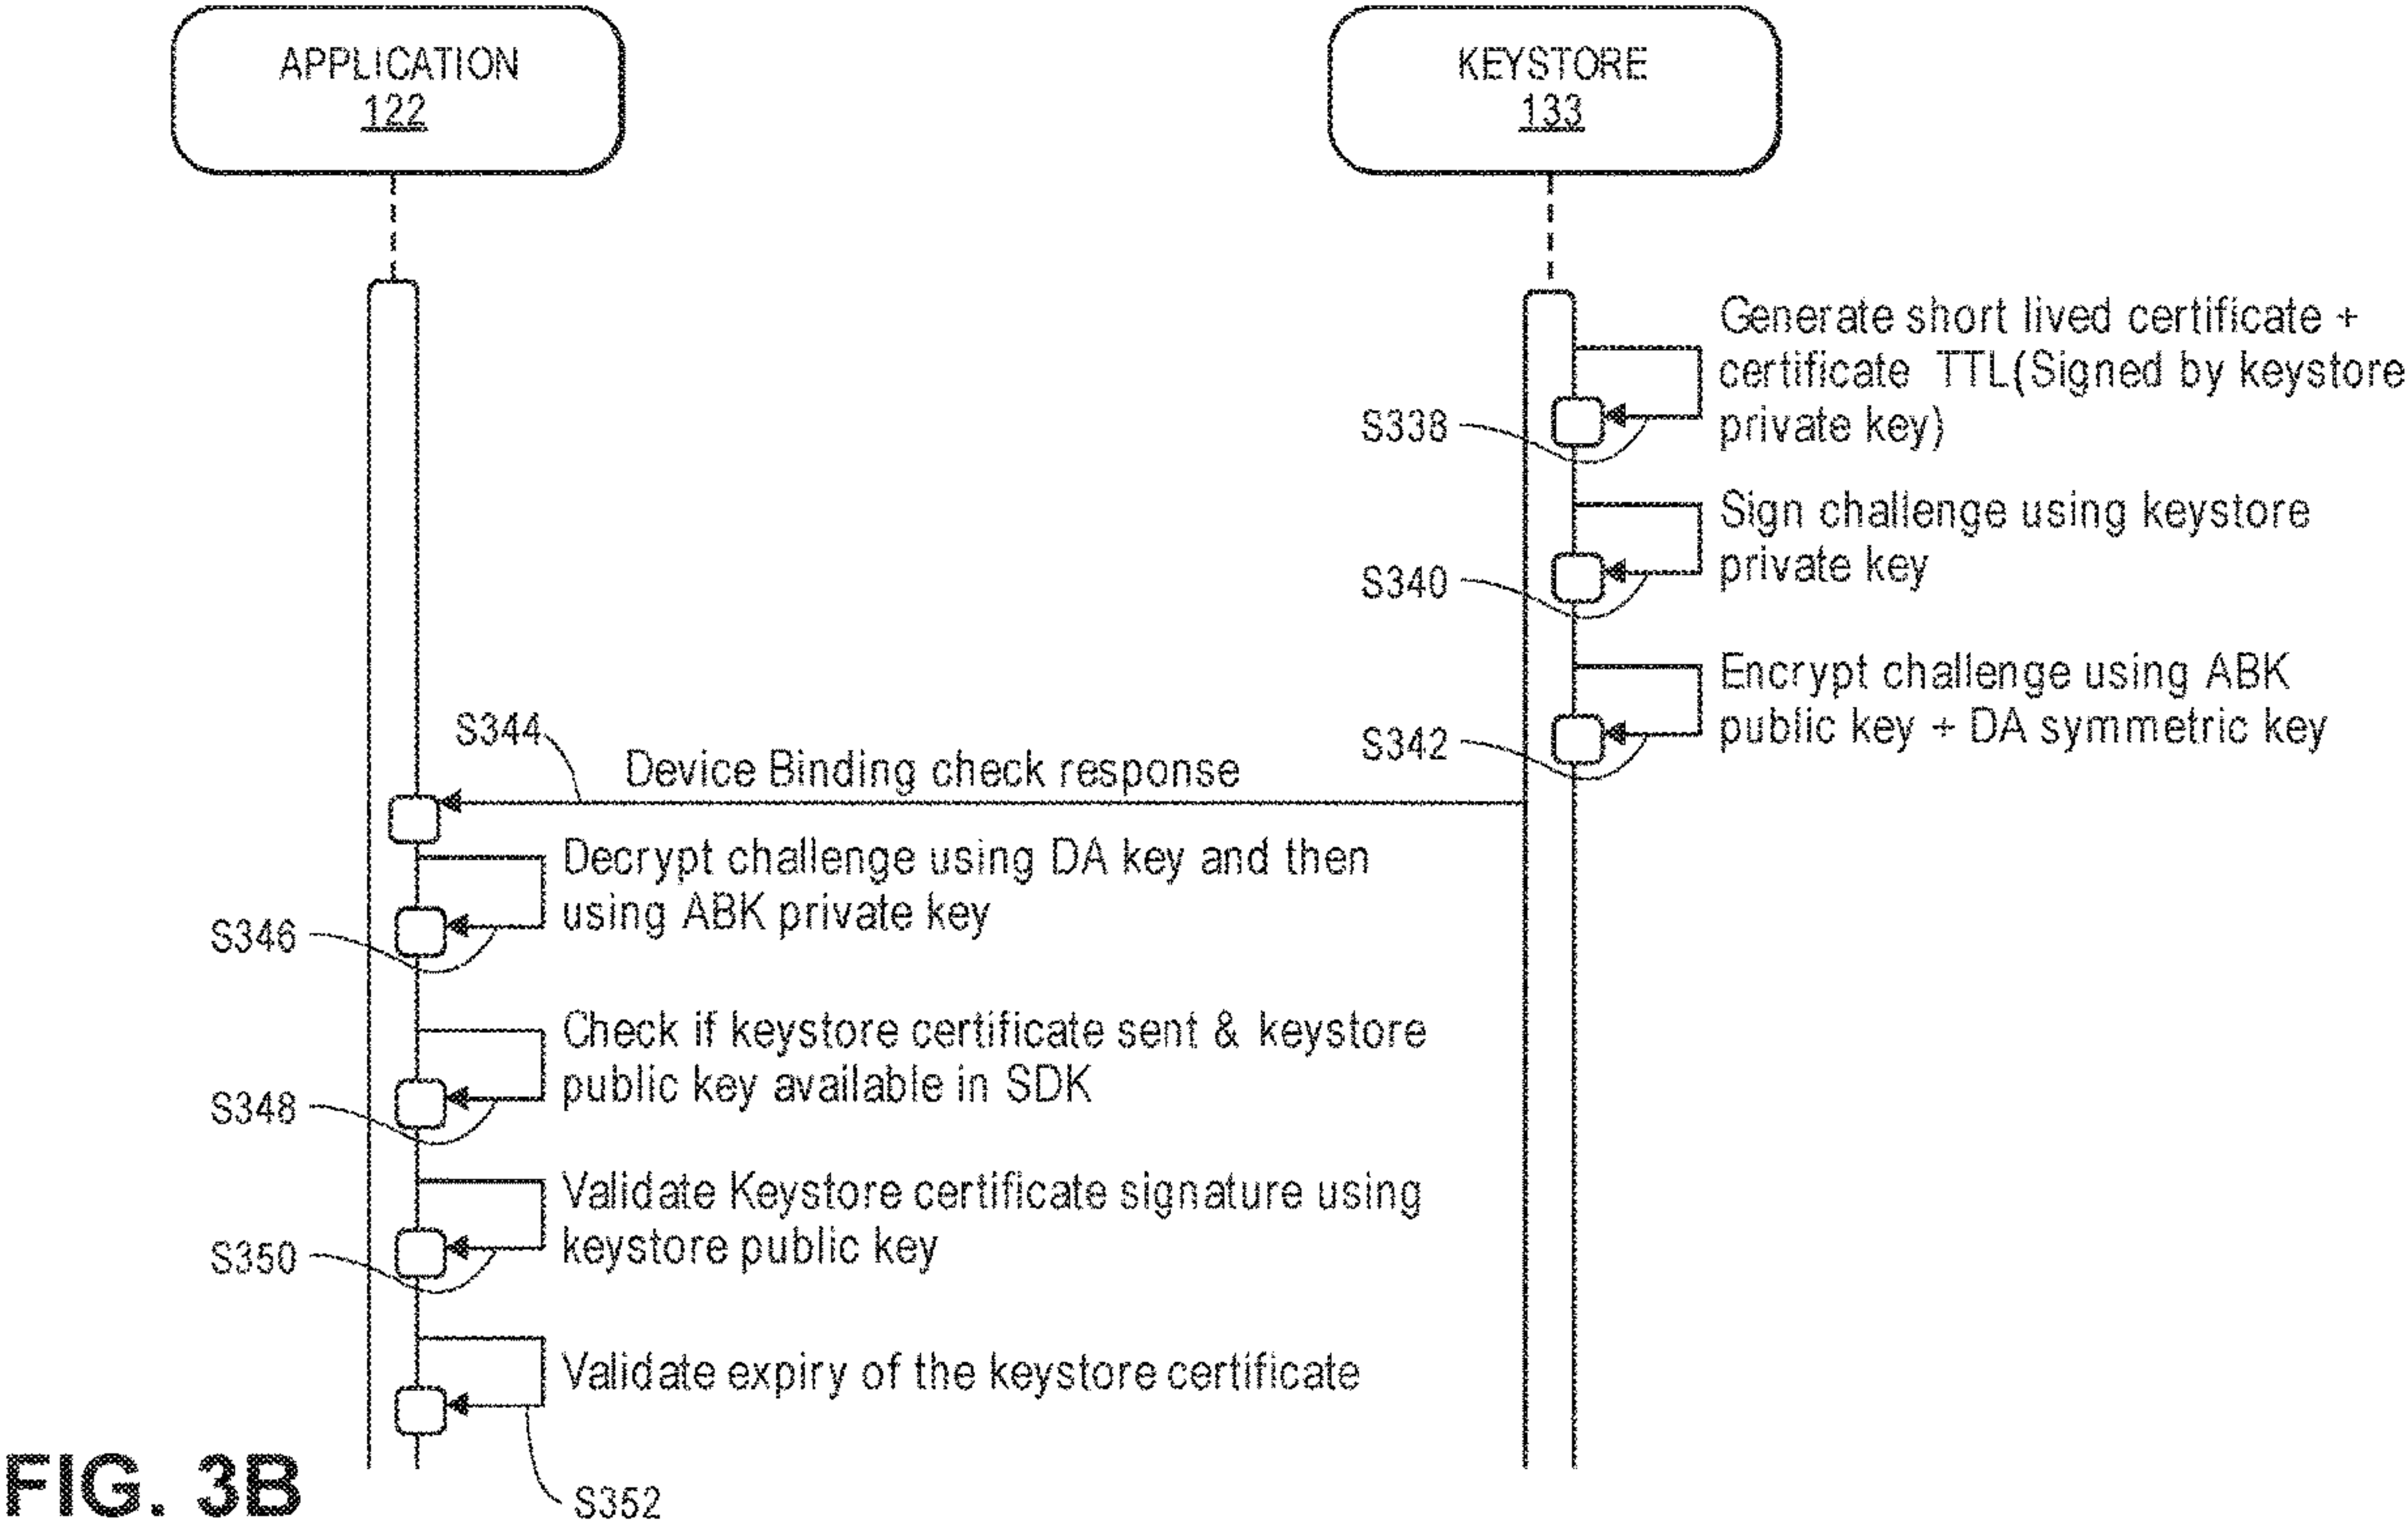 APPLICATION
122
KEYSTORE
133
Generate short lived certificate +
certificate TTL(Signed by keystore
private key)
S338
Sign challenge using keystore
private key
S340
Encrypt challenge using ABK
public key + DA symmetric key
S342
S344
Device Binding check response
Decrypt challenge using DA key and then
using ABK private key
S346
Check if keystore certificate sent & keystore
public key available in SDK
S348
Validate Keystore certificate signature using
keystore public key
S350
Validate expiry of the keystore certificate
S352
FIG. 3B